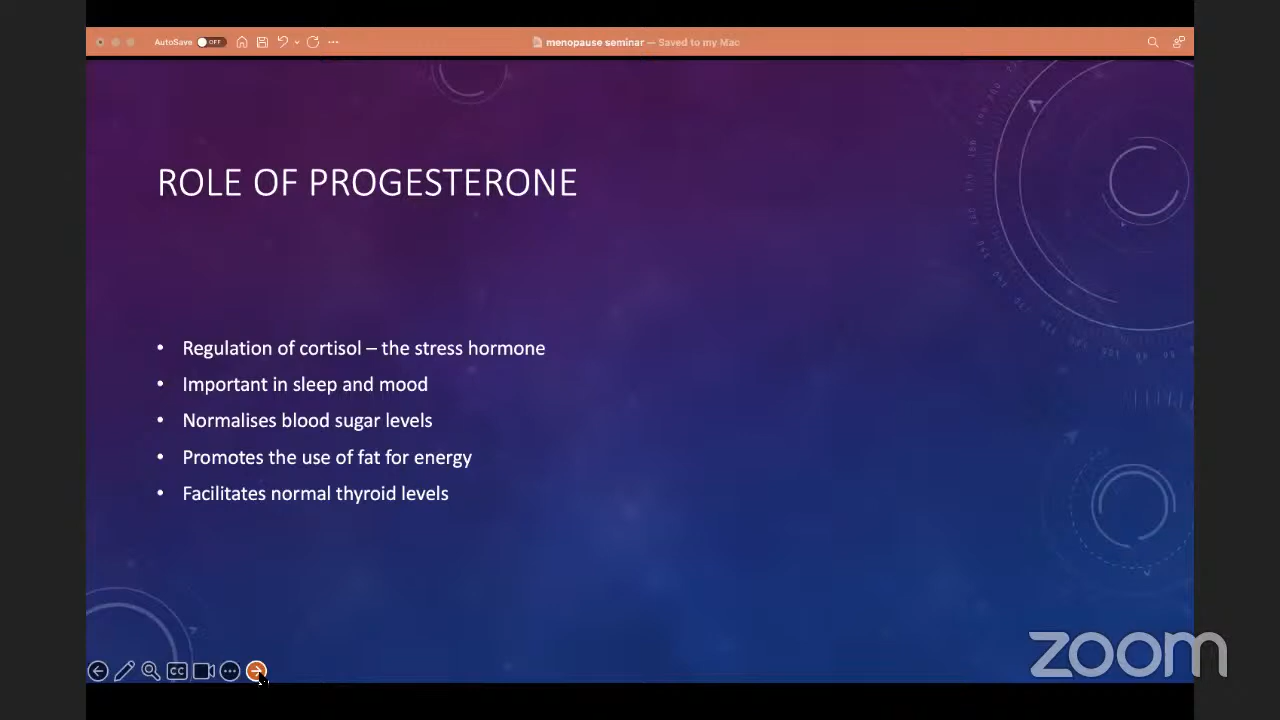 AutoSave OFF
menopause seminar — Saved to my Mac
ROLE OF PROGESTERONE
• Regulation of cortisol – the stress hormone
• Important in sleep and mood
• Normalises blood sugar levels
• Promotes the use of fat for energy
• Facilitates normal thyroid levels
CC
zoom